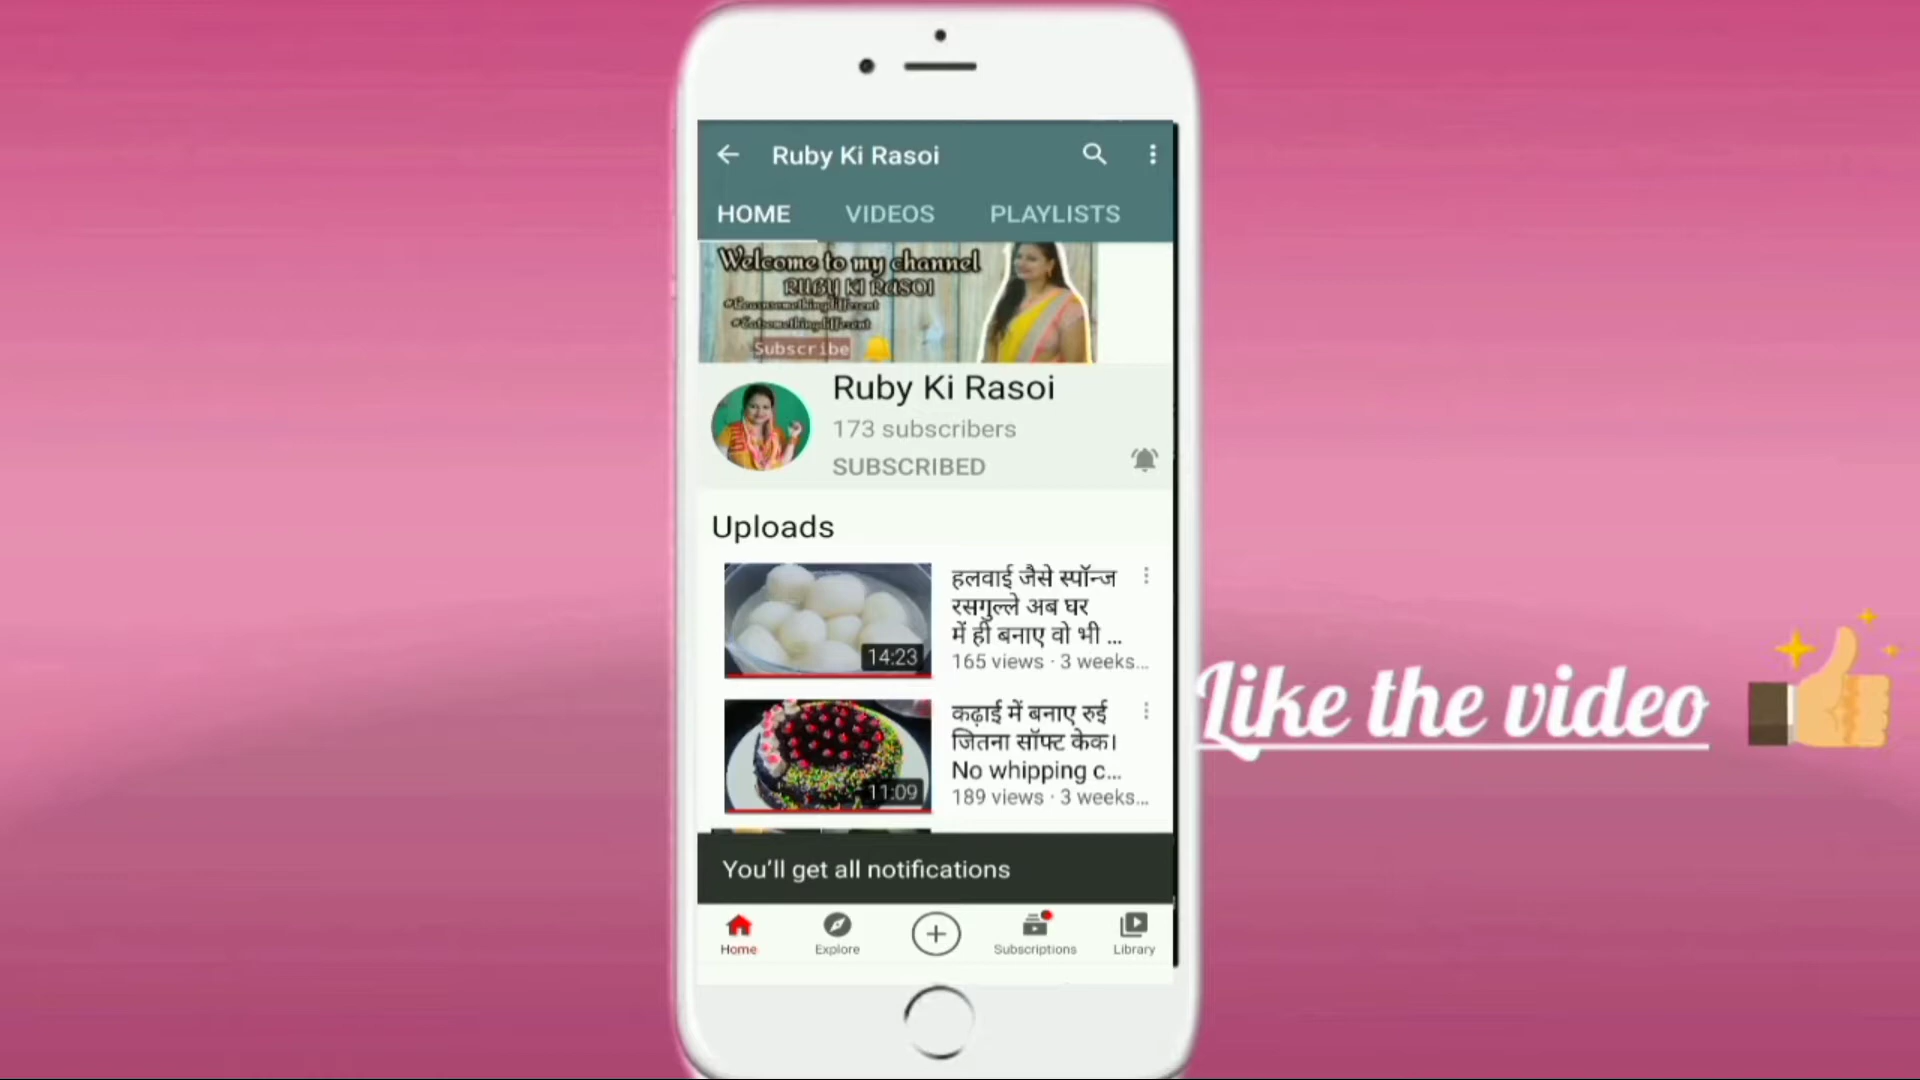 Ruby Ki Rasoi
HOME VIDEOS PLAYLISTS
Welcome to my channel
RUBY KI RASOI
#Learnsomethingdifferent
#Eatsomethingdifferent
Subscribe
Ruby Ki Rasoi
173 subscribers
SUBSCRIBED
Uploads
हलवाई जैसे स्पॉन्ज
रसगुल्ले अब घर
में ही बनाए वो भी ...
165 views · 3 weeks...
14:23
कढ़ाई में बनाए रुई
जितना सॉफ्ट केक।
No whipping c...
189 views · 3 weeks...
11:09
You'll get all notifications
Home Explore Subscriptions Library
Like the video